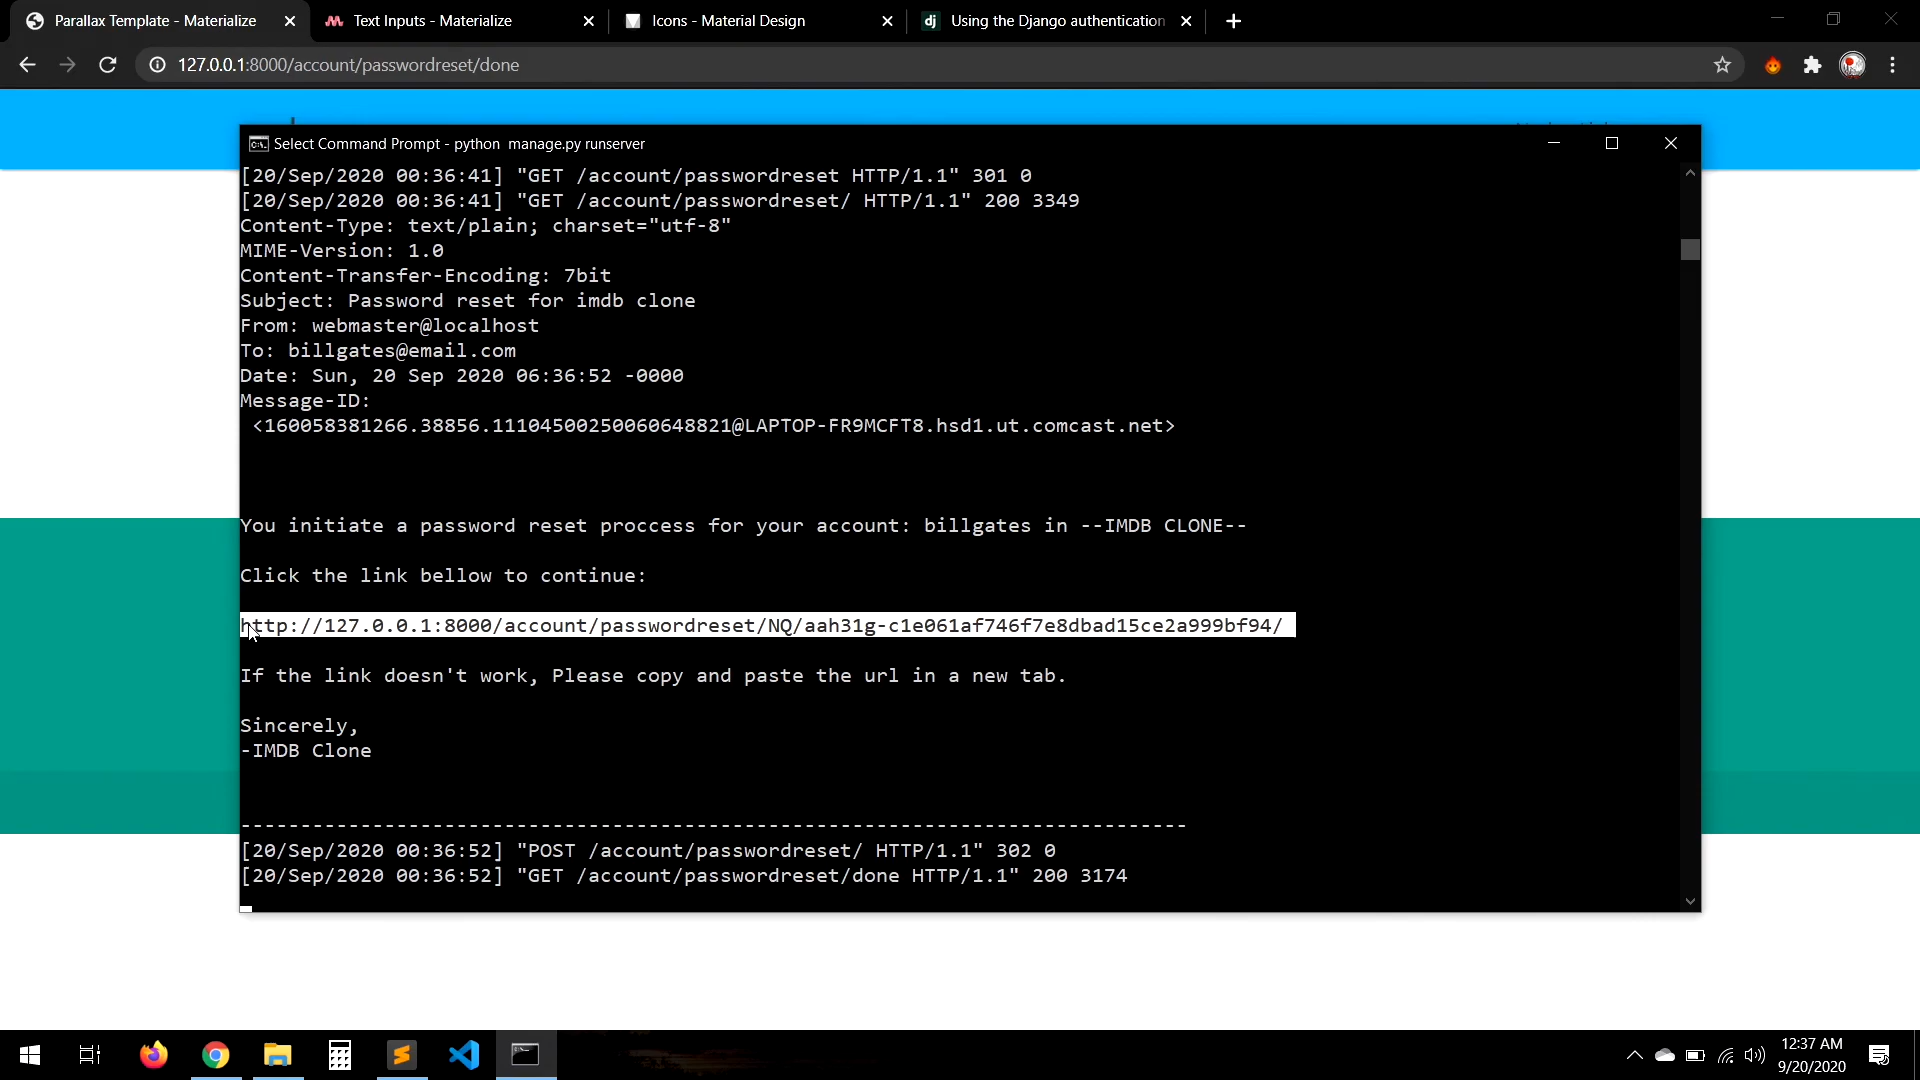 Parallax Template - Materialize
Text Inputs - Materialize
Icons - Material Design
Using the Django authentication
127.0.0.1:8000/account/passwordreset/done
Select Command Prompt - python  manage.py runserver
[20/Sep/2020 00:36:41] "GET /account/passwordreset HTTP/1.1" 301 0
[20/Sep/2020 00:36:41] "GET /account/passwordreset/ HTTP/1.1" 200 3349
Content-Type: text/plain; charset="utf-8"
MIME-Version: 1.0
Content-Transfer-Encoding: 7bit
Subject: Password reset for imdb clone
From: webmaster@localhost
To: billgates@email.com
Date: Sun, 20 Sep 2020 06:36:52 -0000
Message-ID:
<160058381266.38856.11104500250060648821@LAPTOP-FR9MCFT8.hsd1.ut.comcast.net>
You initiate a password reset proccess for your account: billgates in --IMDB CLONE--
Click the link bellow to continue:
http://127.0.0.1:8000/account/passwordreset/NQ/aah31g-c1e061af746f7e8dbad15ce2a999bf94/
If the link doesn't work, Please copy and paste the url in a new tab.
Sincerely,
-IMDB Clone
-------------------------------------------------------------------------------
[20/Sep/2020 00:36:52] "POST /account/passwordreset/ HTTP/1.1" 302 0
[20/Sep/2020 00:36:52] "GET /account/passwordreset/done HTTP/1.1" 200 3174
12:37 AM
9/20/2020